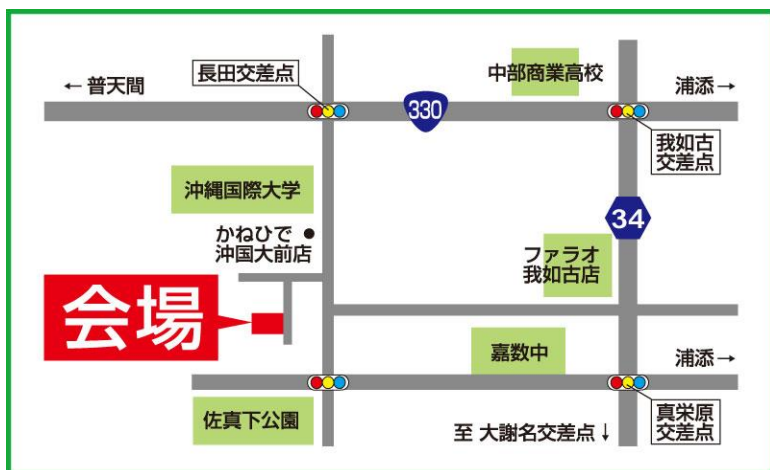 長田交差点
中部商業高校
← 普天間
浦添→
330
我如古
交差点
沖縄国際大学
34
かねひで
沖国大前店
ファラオ
我如古店
会場
嘉数中
浦添→
佐真下公園
至 大謝名交差点↓
真栄原
交差点